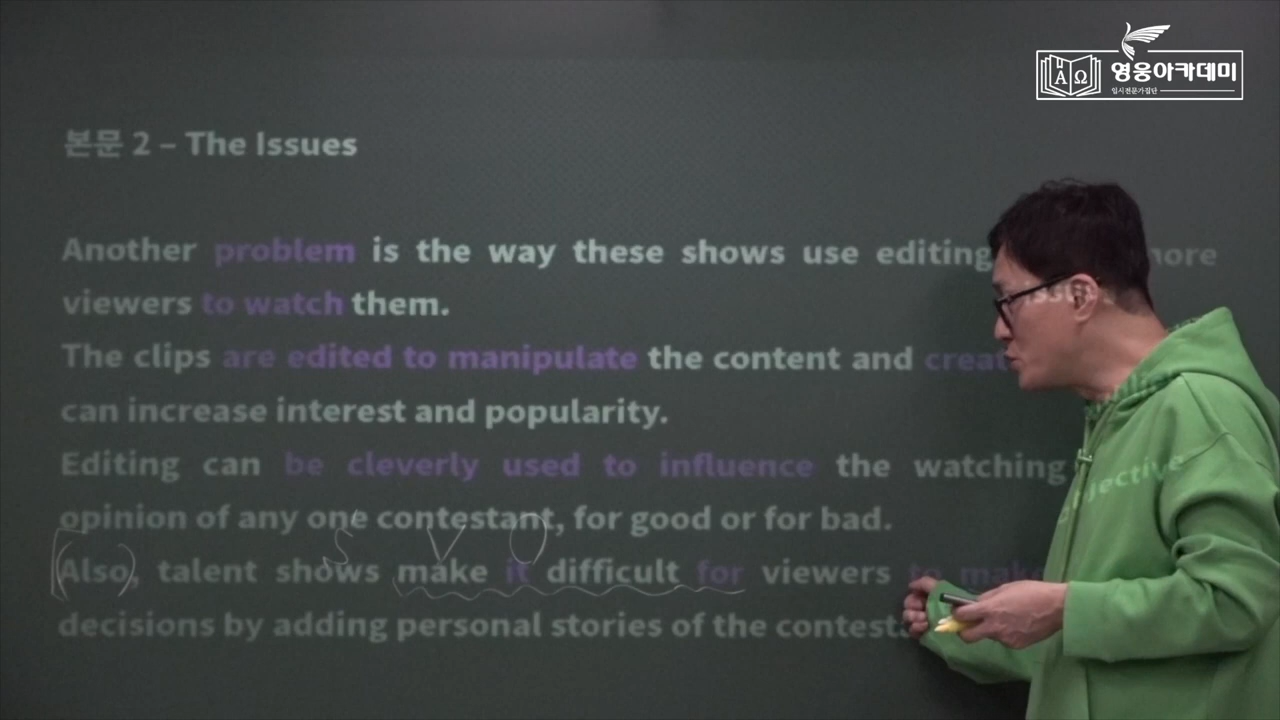 영웅아카데미
입시전문가집단
본문 2 – The Issues
Another problem is the way these shows use editing
viewers to watch them.
The clips are edited to manipulate the content and
can increase interest and popularity.
Editing can be cleverly used to influence the watching
opinion of any one contestant, for good or for bad.
S V O
Also, talent shows make it difficult for viewers to make
decisions by adding personal stories of the